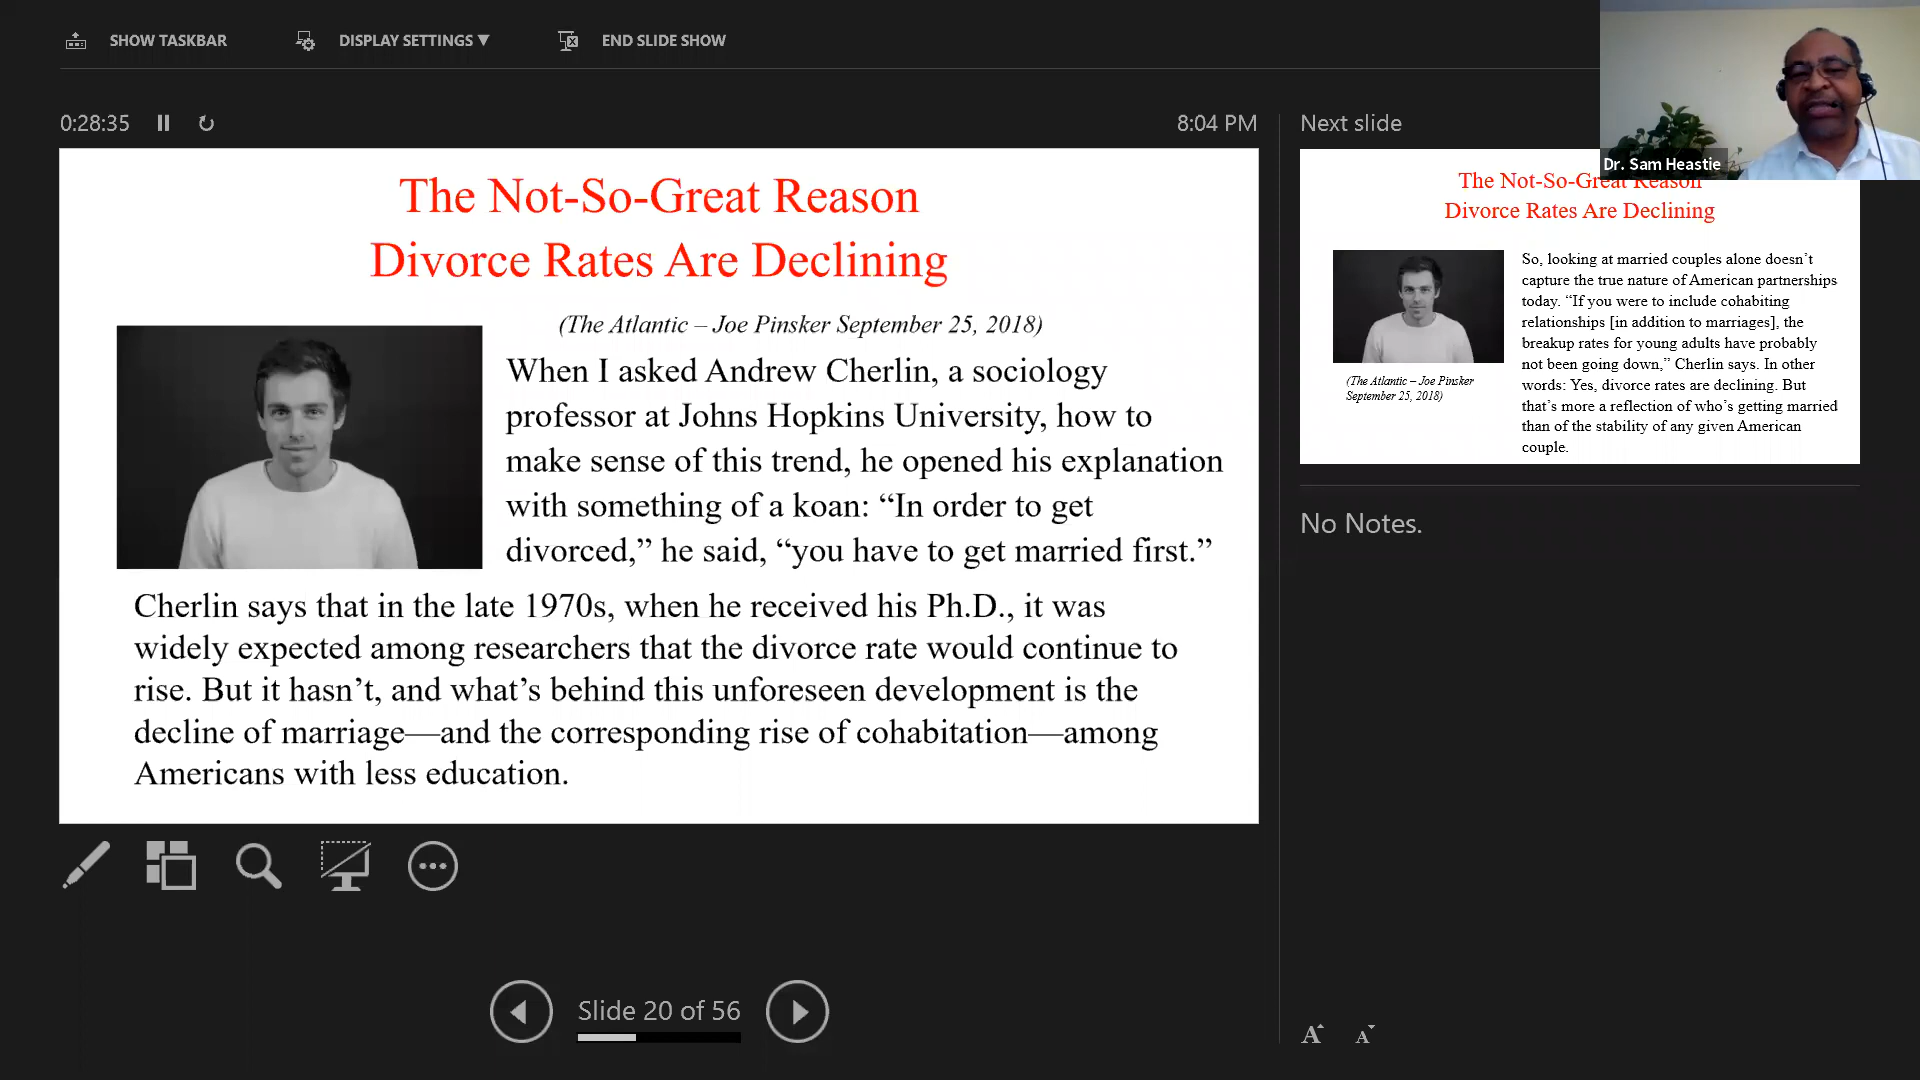 SHOW TASKBAR
DISPLAY SETTINGS ▼
END SLIDE SHOW
0:28:35
8:04 PM
The Not-So-Great Reason
Divorce Rates Are Declining
(The Atlantic – Joe Pinsker September 25, 2018)
When I asked Andrew Cherlin, a sociology
professor at Johns Hopkins University, how to
make sense of this trend, he opened his explanation
with something of a koan: “In order to get
divorced,” he said, “you have to get married first.”
Cherlin says that in the late 1970s, when he received his Ph.D., it was
widely expected among researchers that the divorce rate would continue to
rise. But it hasn’t, and what’s behind this unforeseen development is the
decline of marriage—and the corresponding rise of cohabitation—among
Americans with less education.
Slide 20 of 56
Next slide
Dr. Sam Heastie
The Not-So-Great Reason
Divorce Rates Are Declining
(The Atlantic – Joe Pinsker
September 25, 2018)
So, looking at married couples alone doesn’t
capture the true nature of American partnerships
today. “If you were to include cohabiting
relationships [in addition to marriages], the
breakup rates for young adults have probably
not been going down,” Cherlin says. In other
words: Yes, divorce rates are declining. But
that’s more a reflection of who’s getting married
than of the stability of any given American
couple.
No Notes.
A A